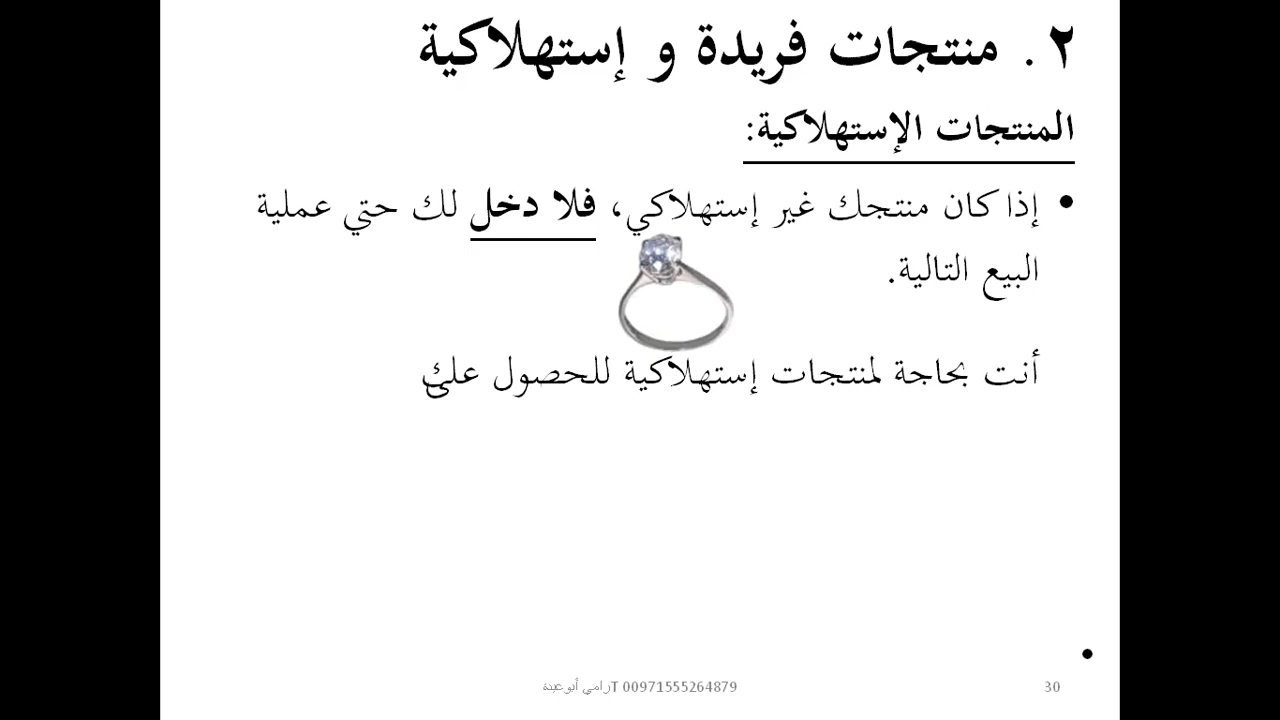 ٢. منتجات فريدة و إستهلاكية
المنتجات الإستهلاكية:
• إذا كان منتجك غير إستهلاكي، فلا دخل لك حتي عملية
البيع التالية.
أنت بحاجة لمنتجات إستهلاكية للحصول على
•
رامي أبوعبدة T 00971555264879
30